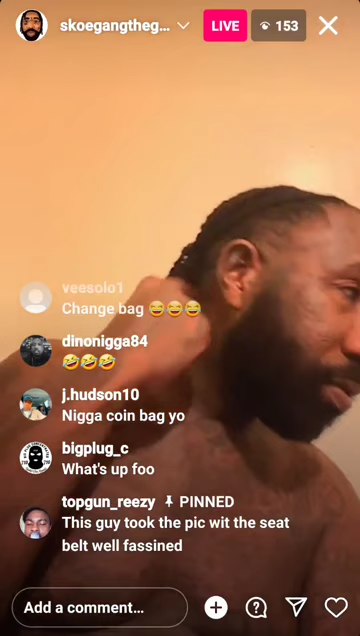 skoegangtheg...
LIVE
153
veesolo1
Change bag 😂😂😂
dinonigga84
🤣🤣🤣
j.hudson10
Nigga coin bag yo
bigplug_c
What's up foo
topgun_reezy PINNED
This guy took the pic wit the seat
belt well fassined
Add a comment...